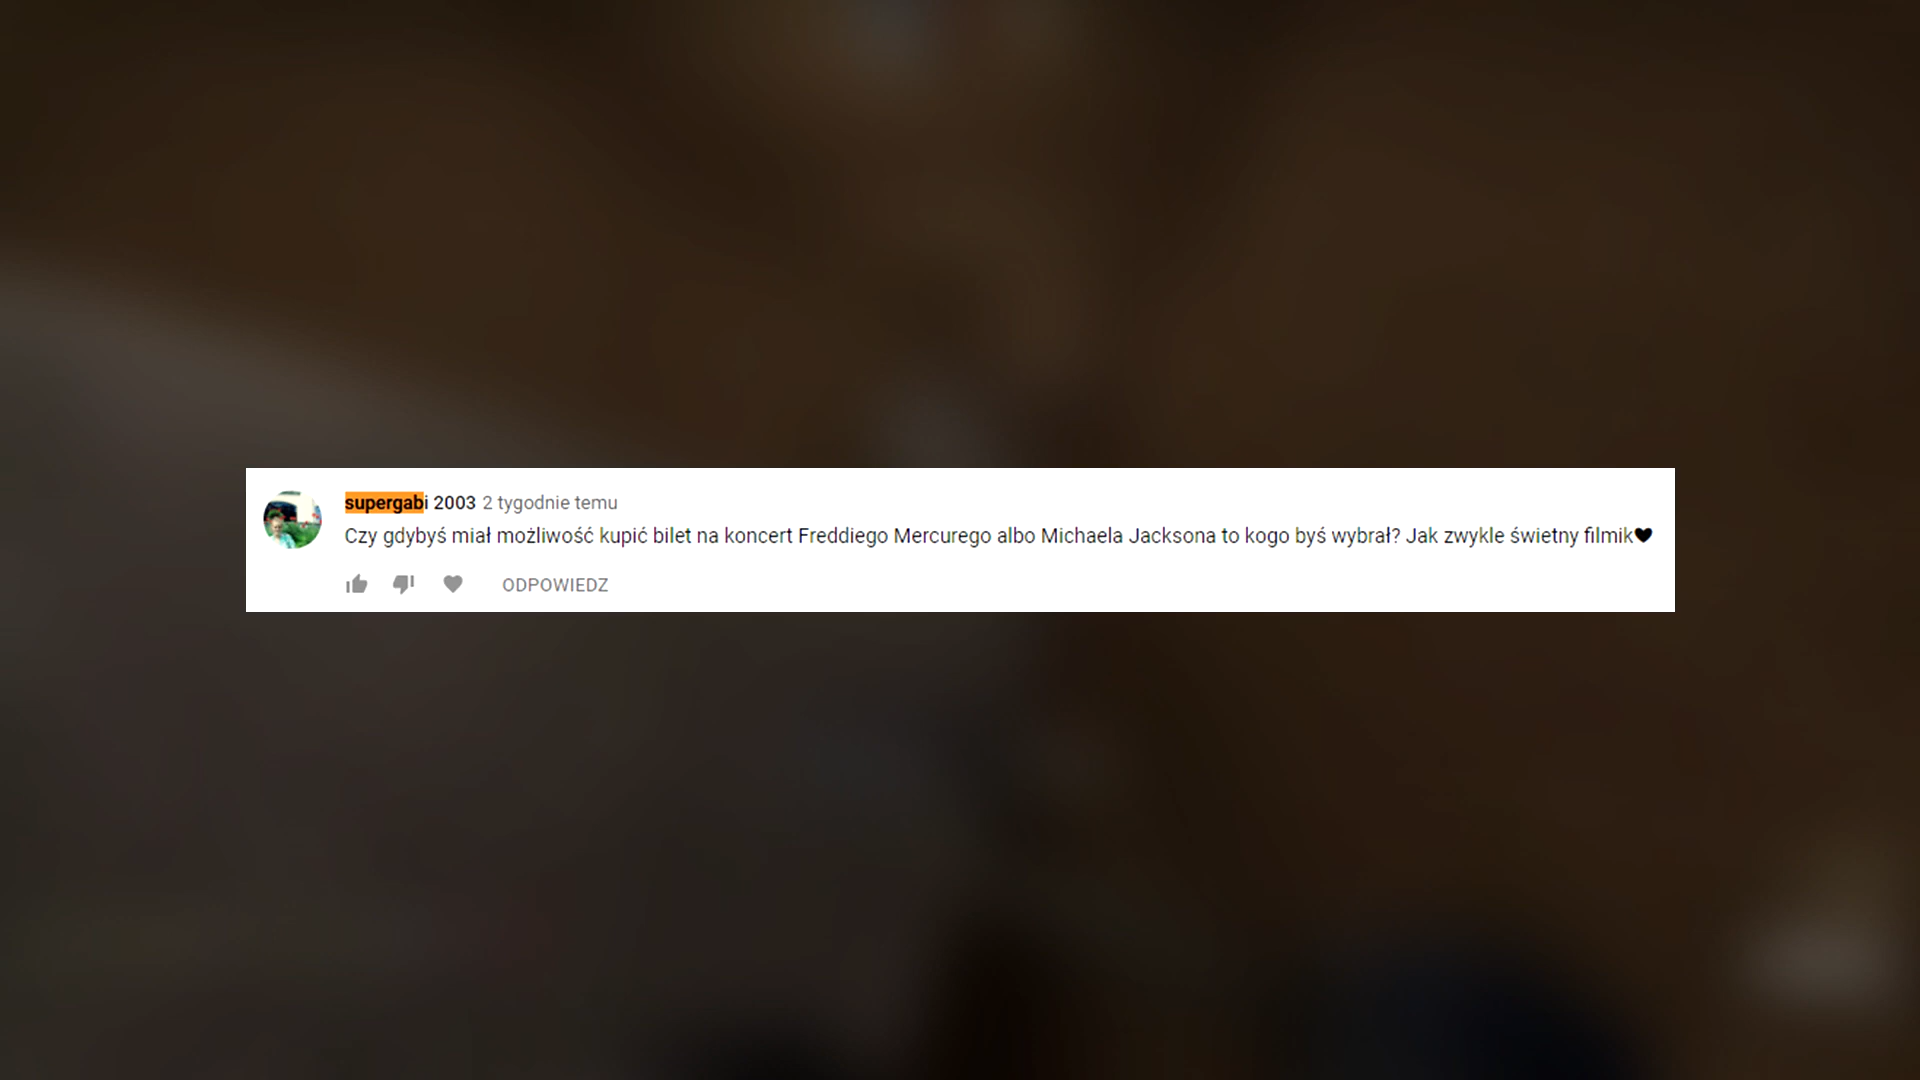 supergabi 2003 2 tygodnie temu
Czy gdybyś miał możliwość kupić bilet na koncert Freddiego Mercurego albo Michaela Jacksona to kogo byś wybrał? Jak zwykle świetny filmik🖤
ODPOWIEDZ